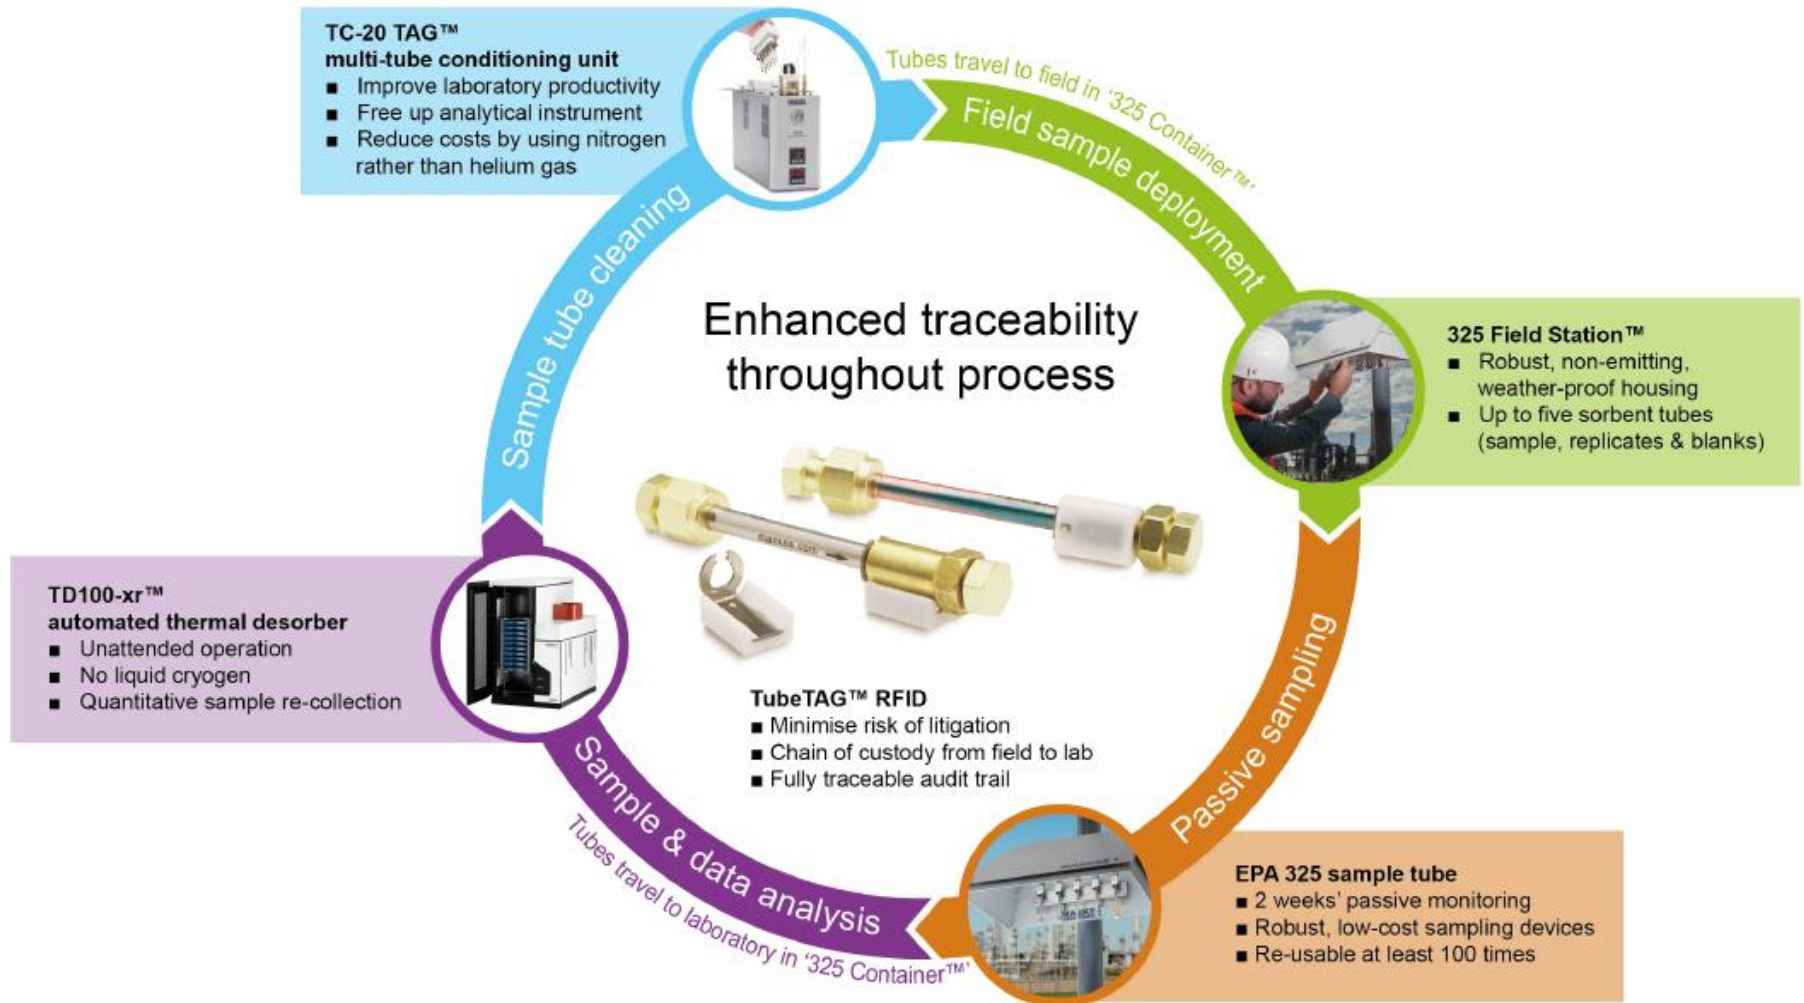 TC-20 TAG™
multi-tube conditioning unit
■ Improve laboratory productivity
■ Free up analytical instrument
■ Reduce costs by using nitrogen
rather than helium gas
Tubes travel to field in ‘325 Container™’
Field sample deployment
Sample tube cleaning
Enhanced traceability
throughout process
325 Field Station™
■ Robust, non-emitting,
weather-proof housing
■ Up to five sorbent tubes
(sample, replicates & blanks)
markes.com
TD100-xr™
automated thermal desorber
■ Unattended operation
■ No liquid cryogen
■ Quantitative sample re-collection
TubeTAG™ RFID
■ Minimise risk of litigation
■ Chain of custody from field to lab
■ Fully traceable audit trail
Passive sampling
Sample & data analysis
Tubes travel to laboratory in ‘325 Container™’
EPA 325 sample tube
■ 2 weeks’ passive monitoring
■ Robust, low-cost sampling devices
■ Re-usable at least 100 times